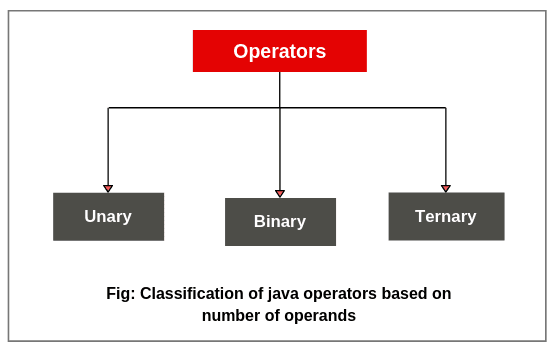 Operators
Unary
Binary
Ternary
Fig: Classification of java operators based on
number of operands